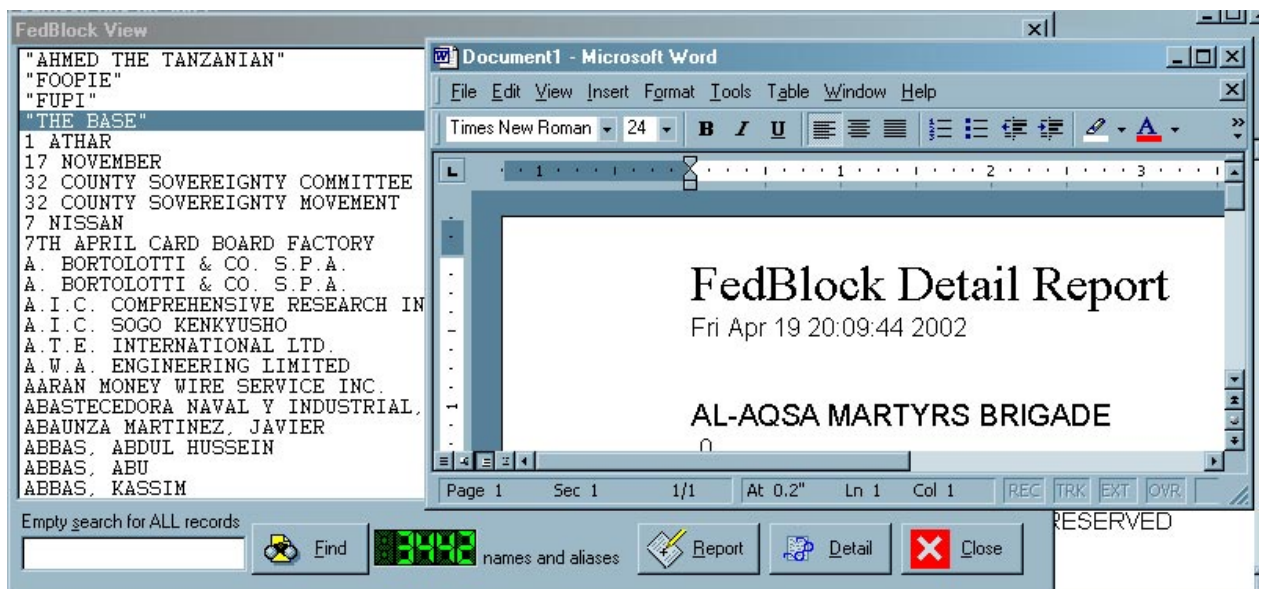 FedBlock View
"AHMED THE TANZANIAN"
"FOOPIE"
"FUPI"
"THE BASE"
1 ATHAR
17 NOVEMBER
32 COUNTY SOVEREIGNTY COMMITTEE
32 COUNTY SOVEREIGNTY MOVEMENT
7 NISSAN
7TH APRIL CARD BOARD FACTORY
A. BORTOLOTTI & CO. S.P.A.
A. BORTOLOTTI & CO. S.P.A.
A.I.C. COMPREHENSIVE RESEARCH IN
A.I.C. SOGO KENKYUSHO
A.T.E. INTERNATIONAL LTD.
A.W.A. ENGINEERING LIMITED
AARAN MONEY WIRE SERVICE INC.
ABASTECEDORA NAVAL Y INDUSTRIAL,
ABAUNZA MARTINEZ, JAVIER
ABBAS, ABDUL HUSSEIN
ABBAS, ABU
ABBAS, KASSIM
Document1 - Microsoft Word
File Edit View Insert Format Tools Table Window Help
Times New Roman 24 B I U A
1 1 2 3
FedBlock Detail Report
Fri Apr 19 20:09:44 2002
AL-AQSA MARTYRS BRIGADE
Page 1 Sec 1 1/1 At 0.2" Ln 1 Col 1 REC TRK EXT OVR
RESERVED
Empty search for ALL records
Find 3442 names and aliases Report Detail Close